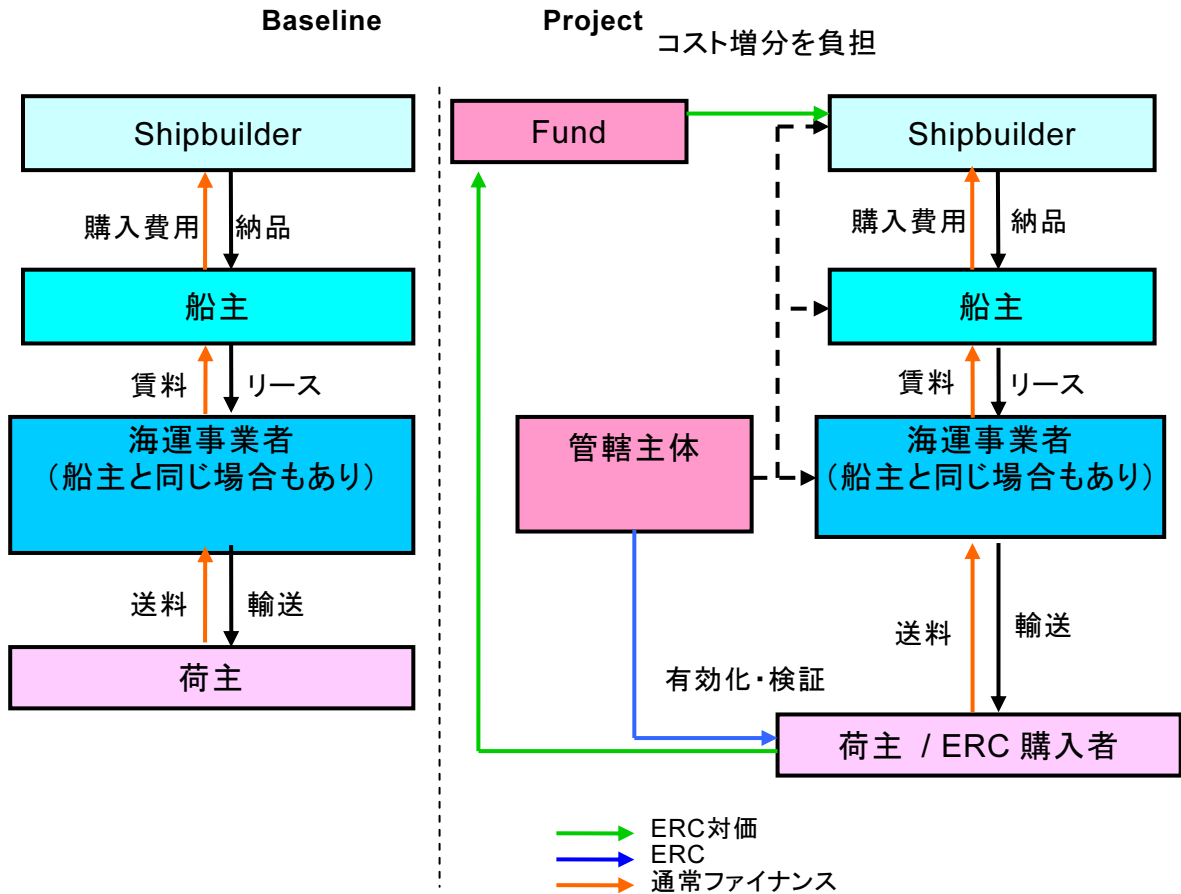 Baseline
Project
コスト増分を負担
Shipbuilder
購入費用
納品
船主
賃料
リース
海運事業者
（船主と同じ場合もあり）
送料
輸送
荷主
Fund
Shipbuilder
購入費用
納品
船主
賃料
リース
管轄主体
海運事業者
（船主と同じ場合もあり）
送料
輸送
有効化・検証
荷主 / ERC 購入者
ERC対価
ERC
通常ファイナンス